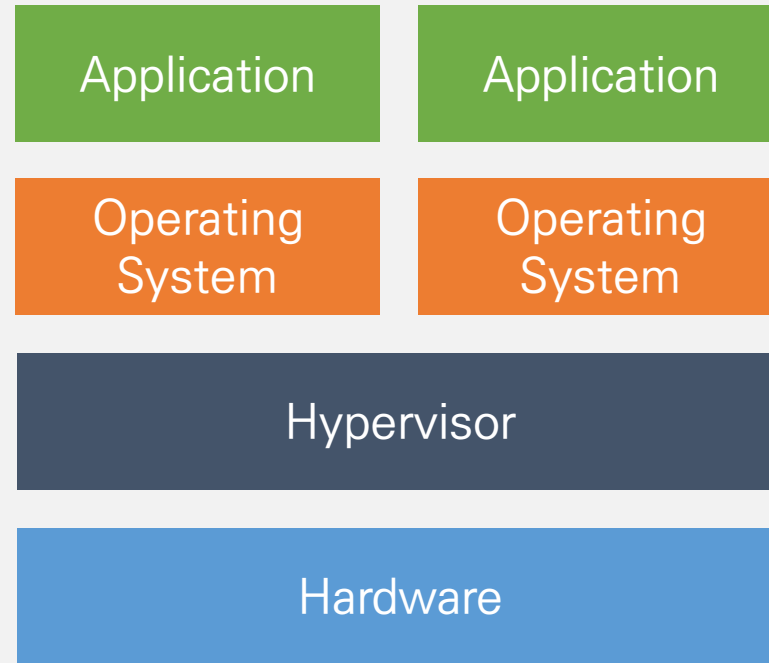 Application
Application
Operating
System
Operating
System
Hypervisor
Hardware